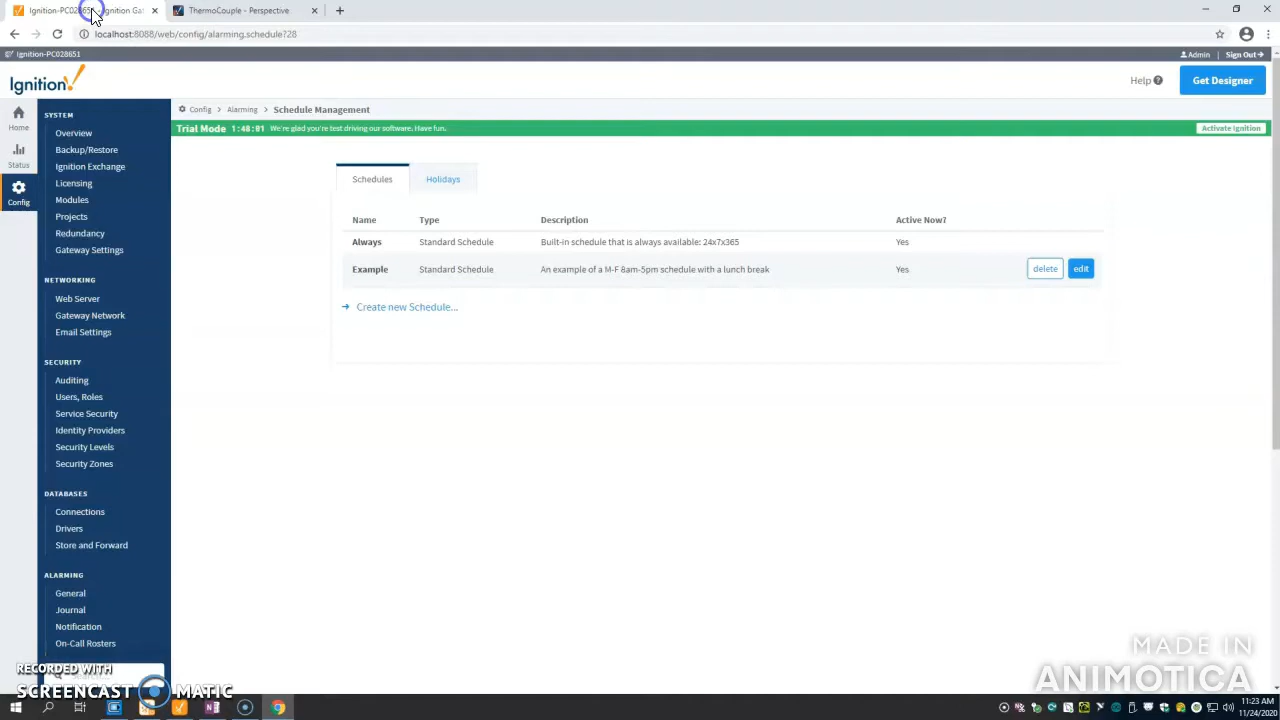 Ignition-PC02865
Ignition Ga
ThermoCouple - Perspective
localhost:8088/web/config/alarming.schedule?28
Ignition-PC028651
Admin | Sign Out
Ignition!
Help
Get Designer
Config > Alarming > Schedule Management
Trial Mode 1:48:01 We're glad you're test driving our software. Have fun.
Activate Ignition
Home
Status
Config
SYSTEM
Overview
Backup/Restore
Ignition Exchange
Licensing
Modules
Projects
Redundancy
Gateway Settings
NETWORKING
Web Server
Gateway Network
Email Settings
SECURITY
Auditing
Users, Roles
Service Security
Identity Providers
Security Levels
Security Zones
DATABASES
Connections
Drivers
Store and Forward
ALARMING
General
Journal
Notification
On-Call Rosters
Schedules
Holidays
Name Type Description Active Now?
Always Standard Schedule Built-in schedule that is always available: 24x7x365 Yes
Example Standard Schedule An example of a M-F 8am-5pm schedule with a lunch break Yes delete edit
→ Create new Schedule...
RECORDED WITH
SCREENCAST MATIC
MADE IN
ANIMOTICA
11:23 AM
11/24/2020